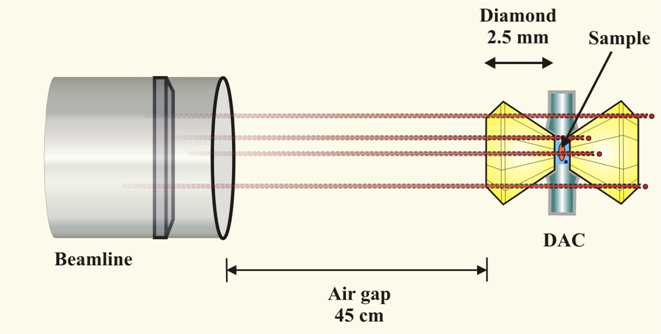 Diamond
2.5 mm
Sample
Beamline
DAC
Air gap
45 cm